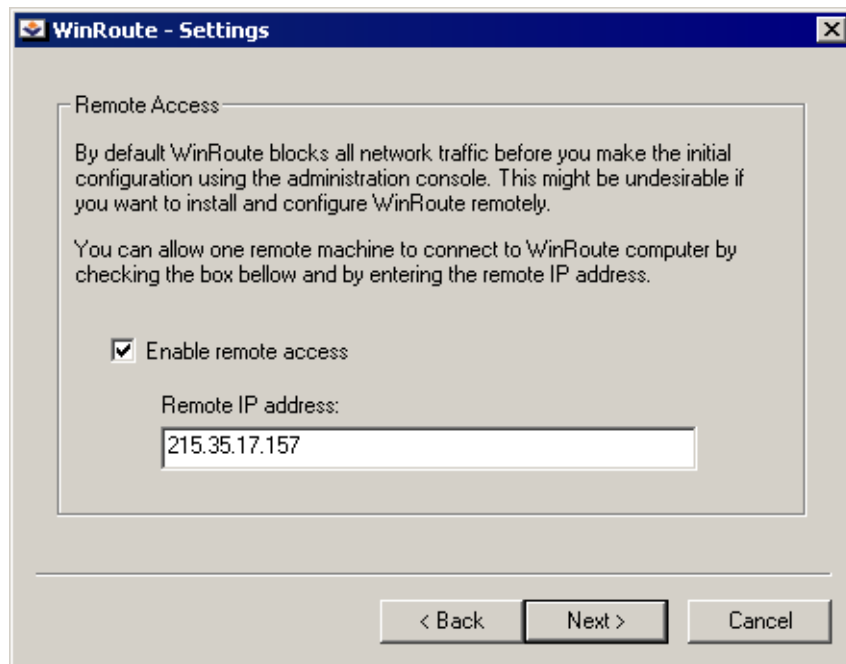 WinRoute - Settings
Remote Access
By default WinRoute blocks all network traffic before you make the initial
configuration using the administration console. This might be undesirable if
you want to install and configure WinRoute remotely.
You can allow one remote machine to connect to WinRoute computer by
checking the box bellow and by entering the remote IP address.
Enable remote access
Remote IP address:
215.35.17.157
< Back Next > Cancel